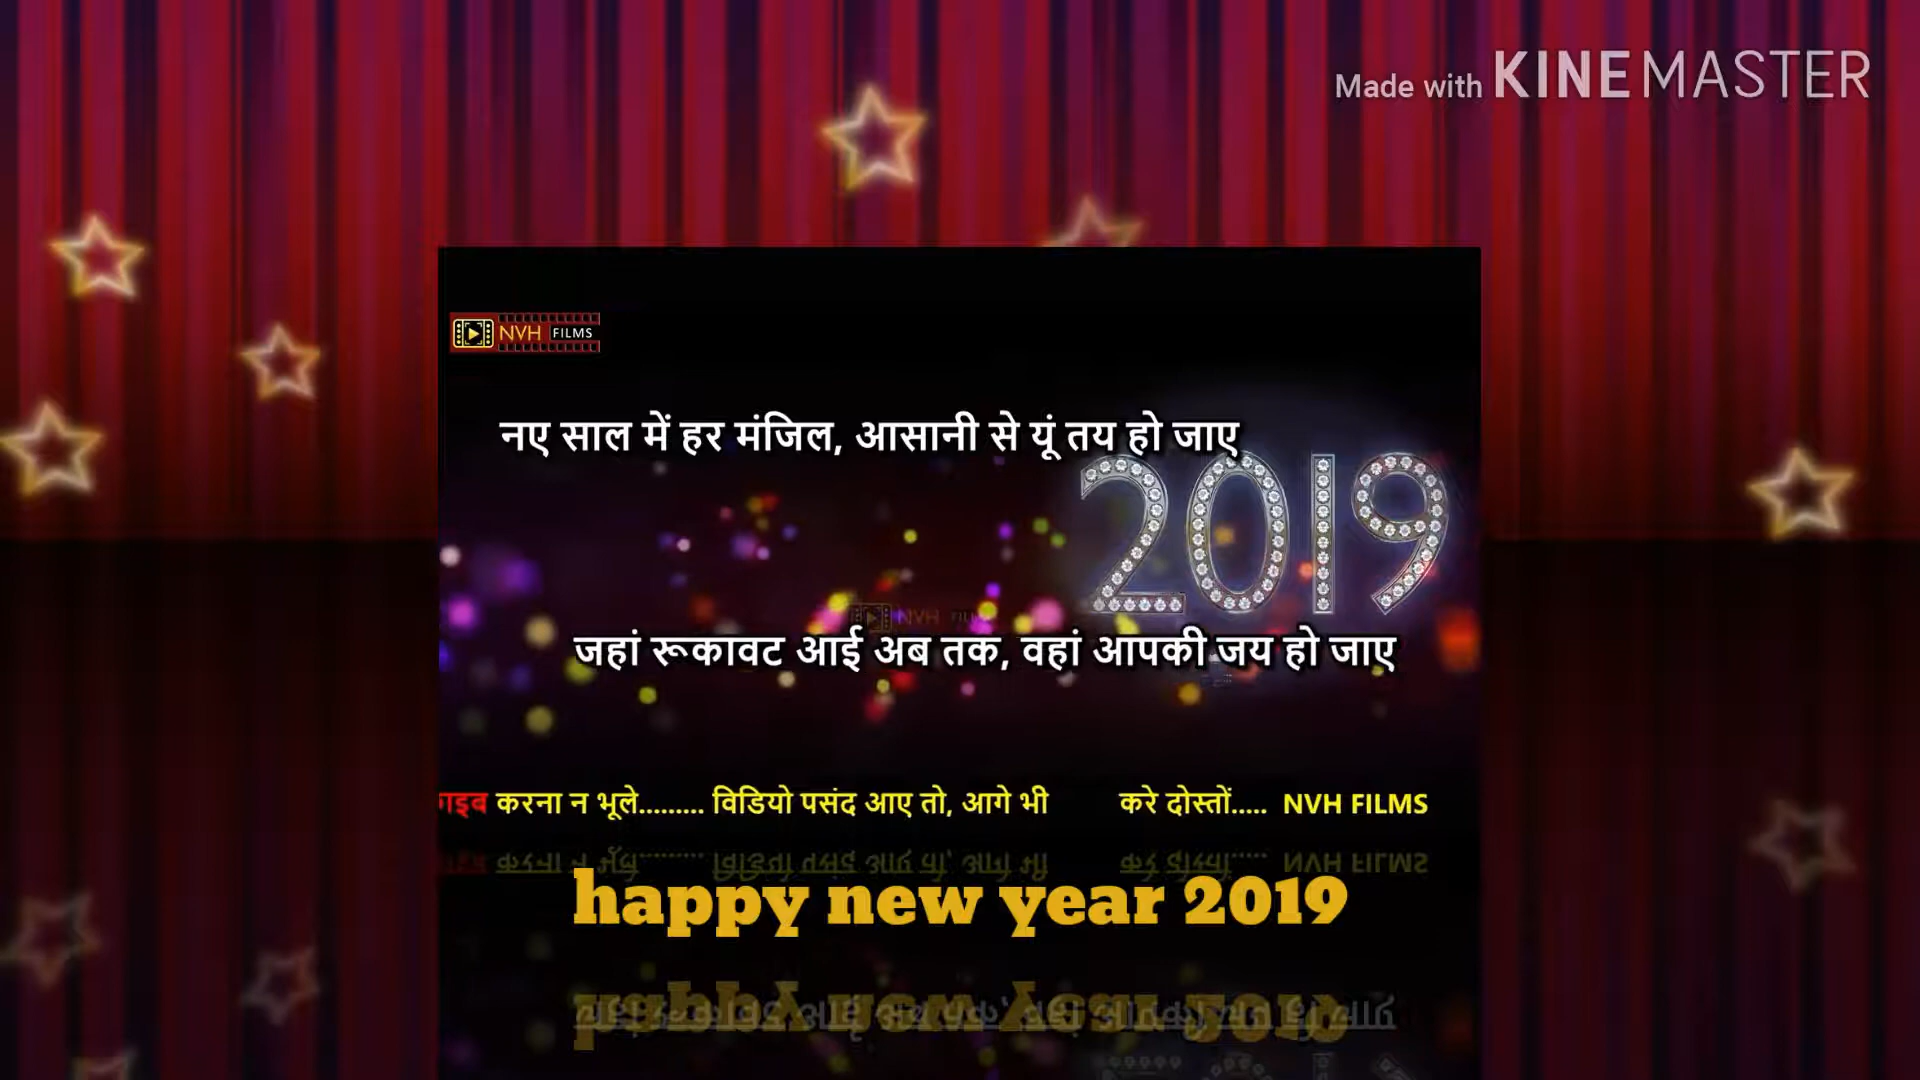 Made with KINEMASTER
NVH FILMS
नए साल में हर मंजिल, आसानी से यूं तय हो जाए
2019
जहां रूकावट आई अब तक, वहां आपकी जय हो जाए
करना न भूले......... विडियो पसंद आए तो, आगे भी करे दोस्तों..... NVH FILMS
happy new year 2019